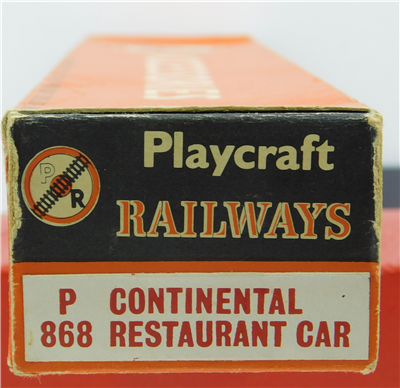 Playcraft
P
R
RAILWAYS
P CONTINENTAL
868 RESTAURANT CAR